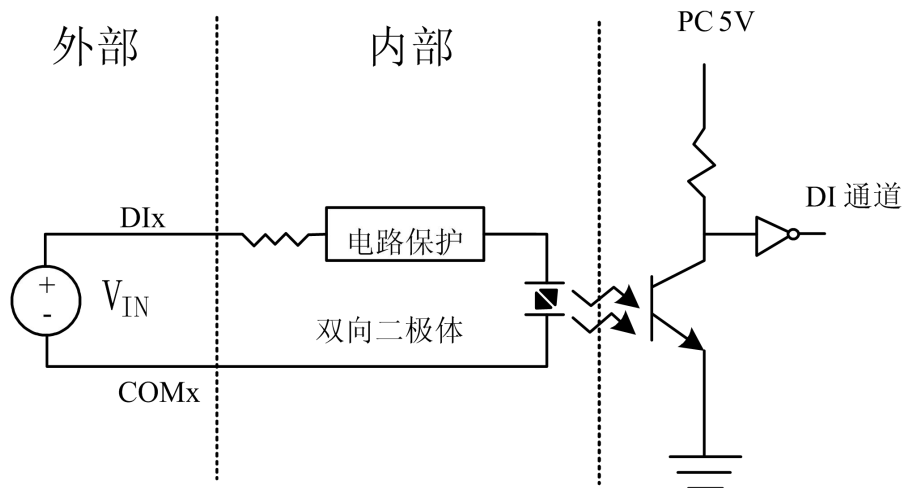 外部
内部
PC 5V
DI 通道
DIx
电路保护
+
VIN
-
双向二极体
COMx